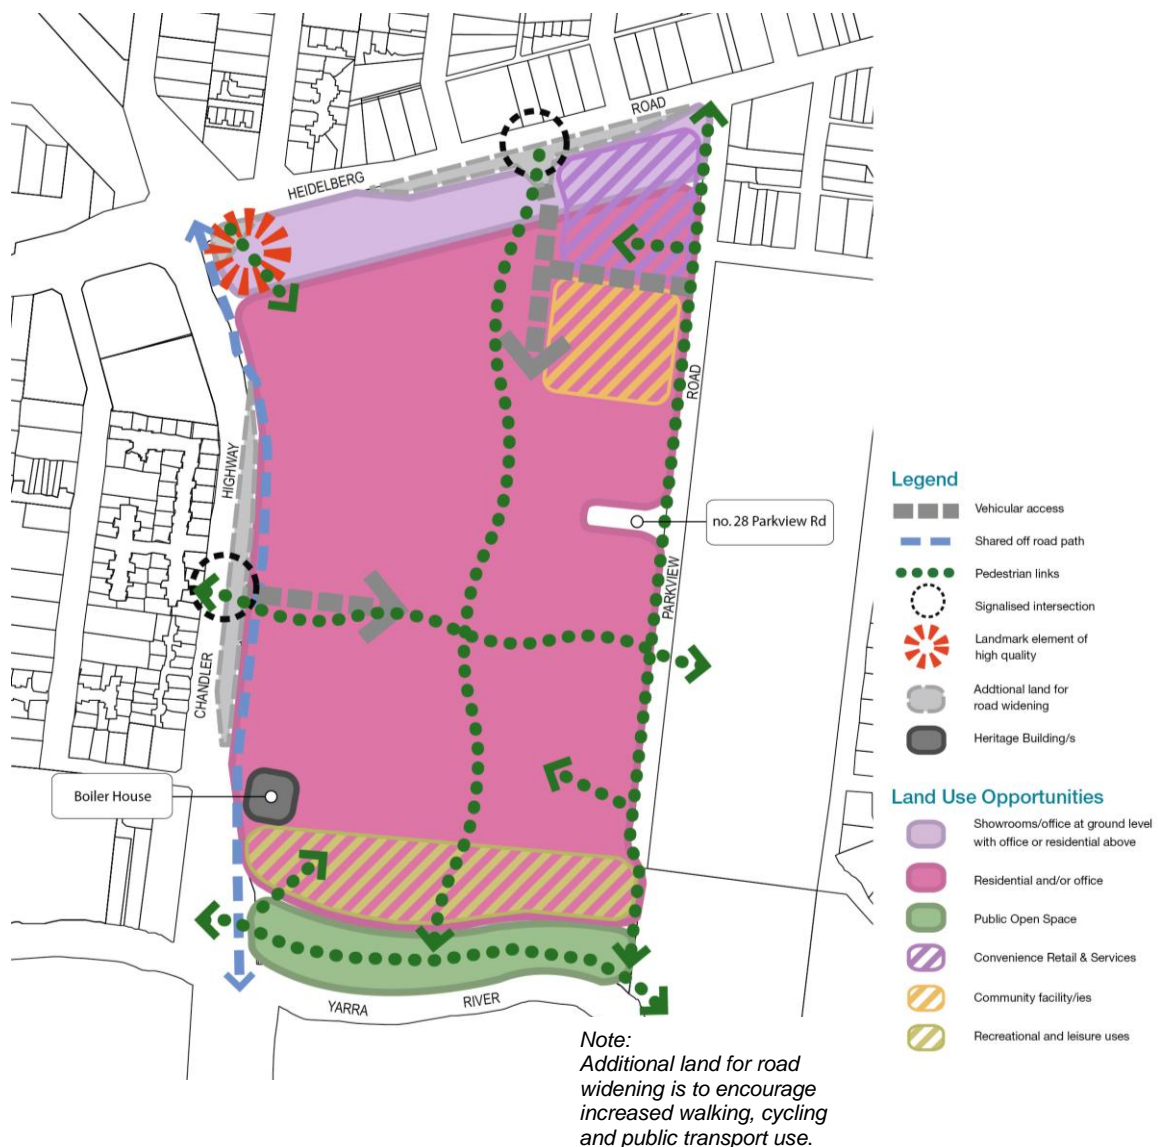 ROAD
HEIDELBERG
HIGHWAY
ROAD
no. 28 Parkview Rd
PARKVIEW
CHANDLER
Boiler House
YARRA
RIVER
Note:
Additional land for road
widening is to encourage
increased walking, cycling
and public transport use.
Legend
Vehicular access
Shared off road path
Pedestrian links
Signalised intersection
Landmark element of
high quality
Addtional land for
road widening
Heritage Building/s
Land Use Opportunities
Showrooms/office at ground level
with office or residential above
Residential and/or office
Public Open Space
Convenience Retail & Services
Community facility/ies
Recreational and leisure uses